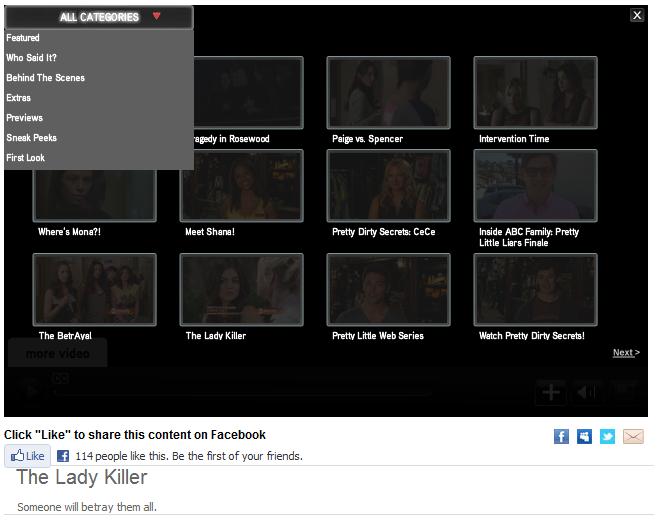 ALL CATEGORIES
X
Featured
Who Said It?
Behind The Scenes
Extras
Previews
Sneak Peeks
First Look
ragedy in Rosewood
Paige vs. Spencer
Intervention Time
Where's Mona?!
Meet Shana!
Pretty Dirty Secrets: CeCe
Inside ABC Family: Pretty
Little Liars Finale
The BetrAyal
The Lady Killer
Pretty Little Web Series
Watch Pretty Dirty Secrets!
more video
Next >
CC
Click "Like" to share this content on Facebook
Like
114 people like this. Be the first of your friends.
The Lady Killer
Someone will betray them all.